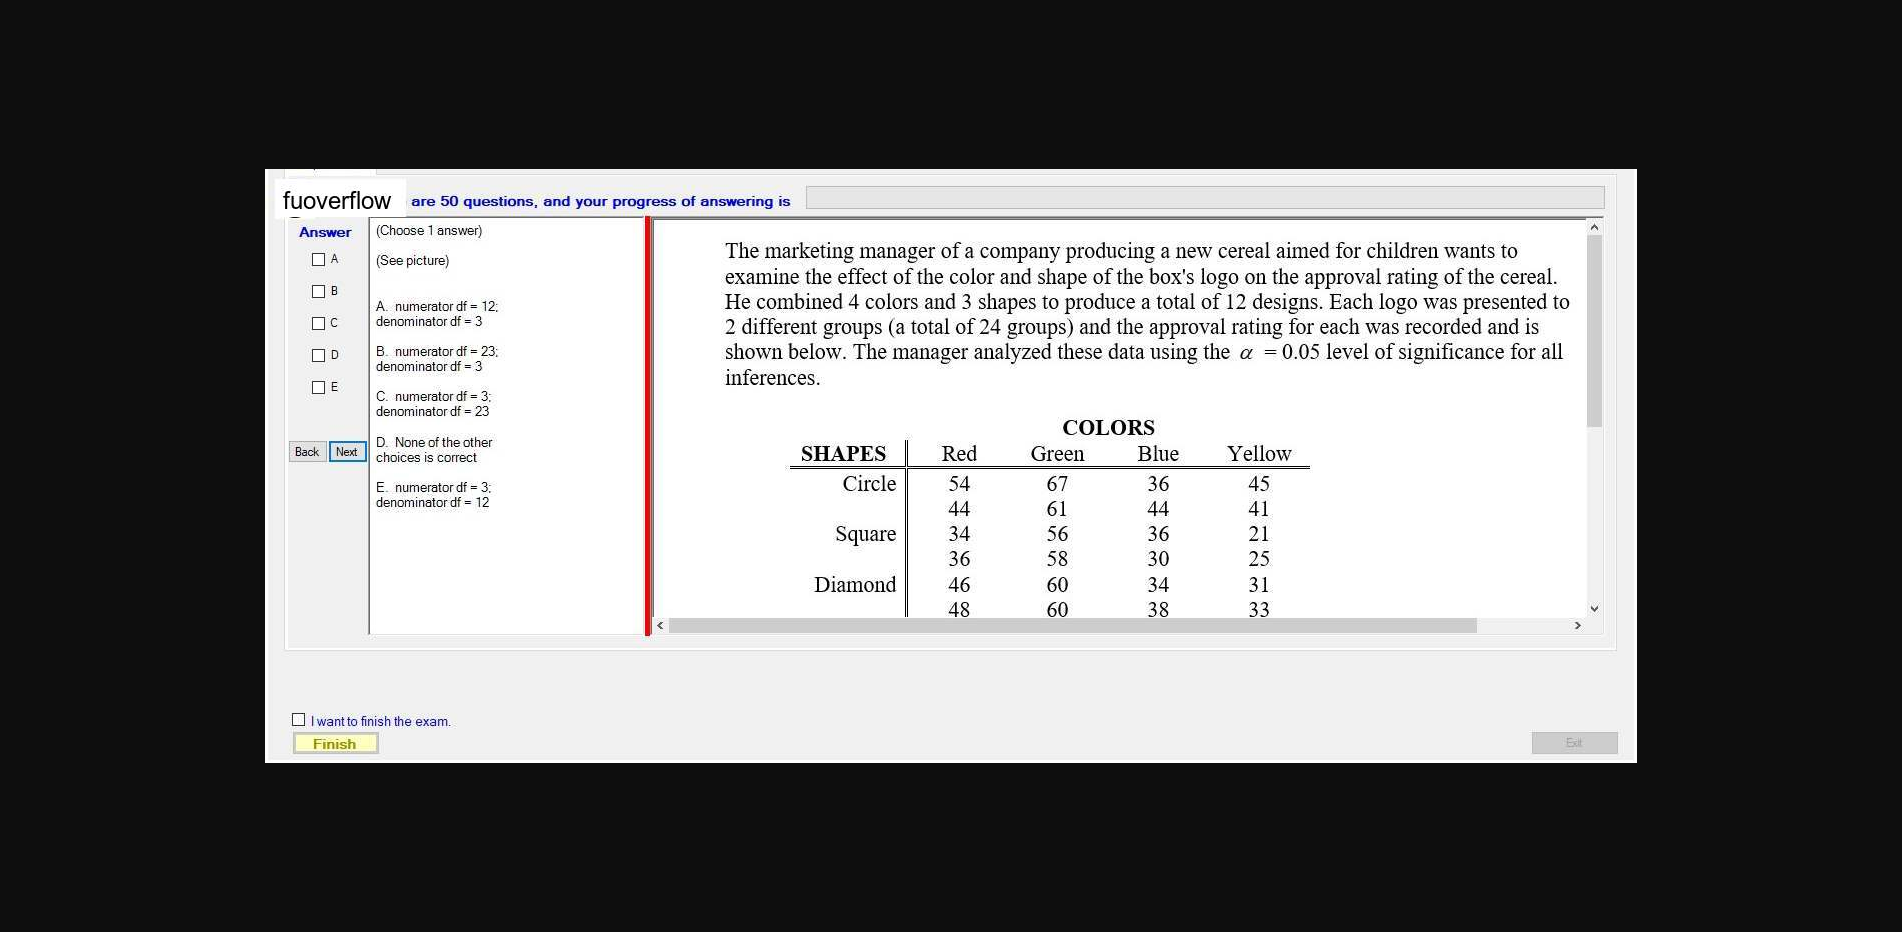 fuoverflow are 50 questions, and your progress of answering is
Answer
A
B
C
D
E
Back Next
(Choose 1 answer)
(See picture)
A. numerator df = 12;
denominator df = 3
B. numerator df = 23;
denominator df = 3
C. numerator df = 3;
denominator df = 23
D. None of the other
choices is correct
E. numerator df = 3;
denominator df = 12
The marketing manager of a company producing a new cereal aimed for children wants to
examine the effect of the color and shape of the box's logo on the approval rating of the cereal.
He combined 4 colors and 3 shapes to produce a total of 12 designs. Each logo was presented to
2 different groups (a total of 24 groups) and the approval rating for each was recorded and is
shown below. The manager analyzed these data using the α = 0.05 level of significance for all
inferences.
COLORS
SHAPES Red Green Blue Yellow
Circle 54 67 36 45
44 61 44 41
Square 34 56 36 21
36 58 30 25
Diamond 46 60 34 31
48 60 38 33
I want to finish the exam.
Finish
Exit